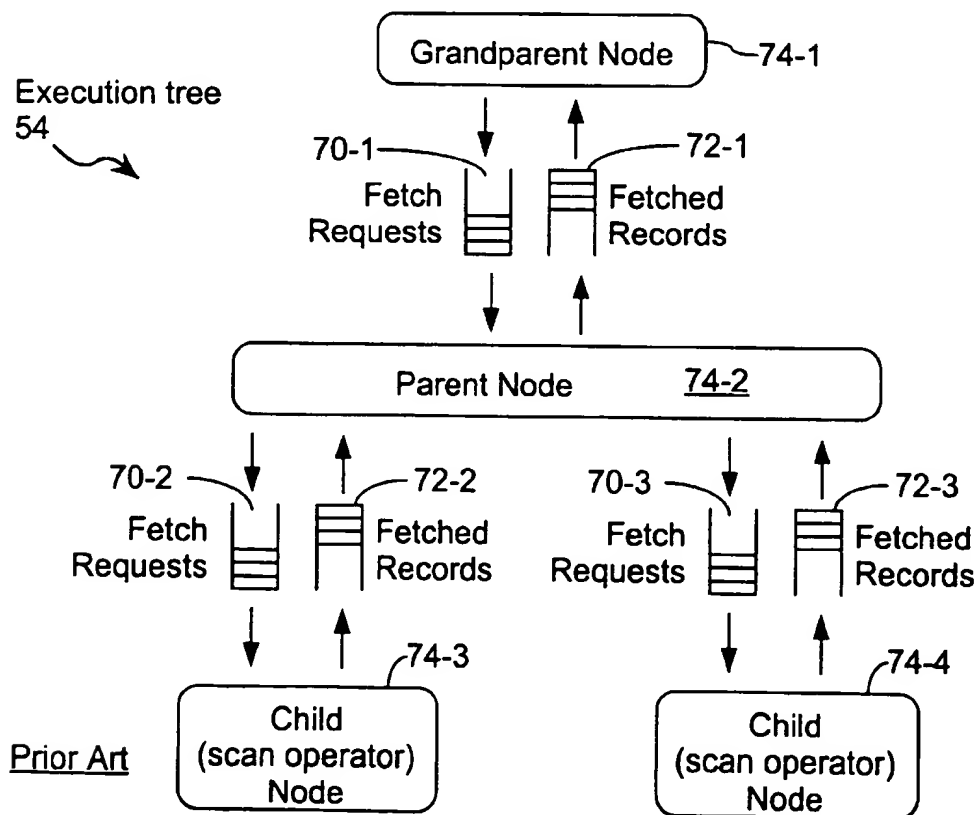 Grandparent Node
74-1
Execution tree
54
70-1
72-1
Fetch
Requests
Fetched
Records
Parent Node
74-2
70-2
72-2
Fetch
Requests
Fetched
Records
70-3
72-3
Fetch
Requests
Fetched
Records
74-3
74-4
Child
(scan operator)
Node
Child
(scan operator)
Node
Prior Art